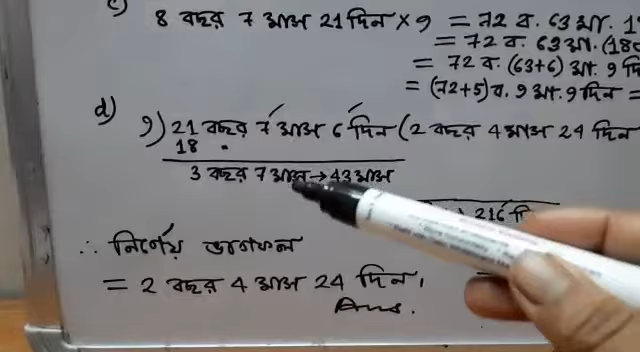 c)
8 বছর 7 মাস 21 দিন × 9 = 72 ব. 63 মা. 1
= 72 ব. 63 মা. (180
= 72 ব. (63+6) মা. 9 দি
= (72+5) ব. 9 মা. 9 দিন =
d)
9) 21 বছর 7 মাস 6 দিন ( 2 বছর 4 মাস 24 দিন
18
3 বছর 7 মাস → 43 মাস
216 দি
∴ নির্ণেয় ভাগফল
= 2 বছর 4 মাস 24 দিন।
Ans.